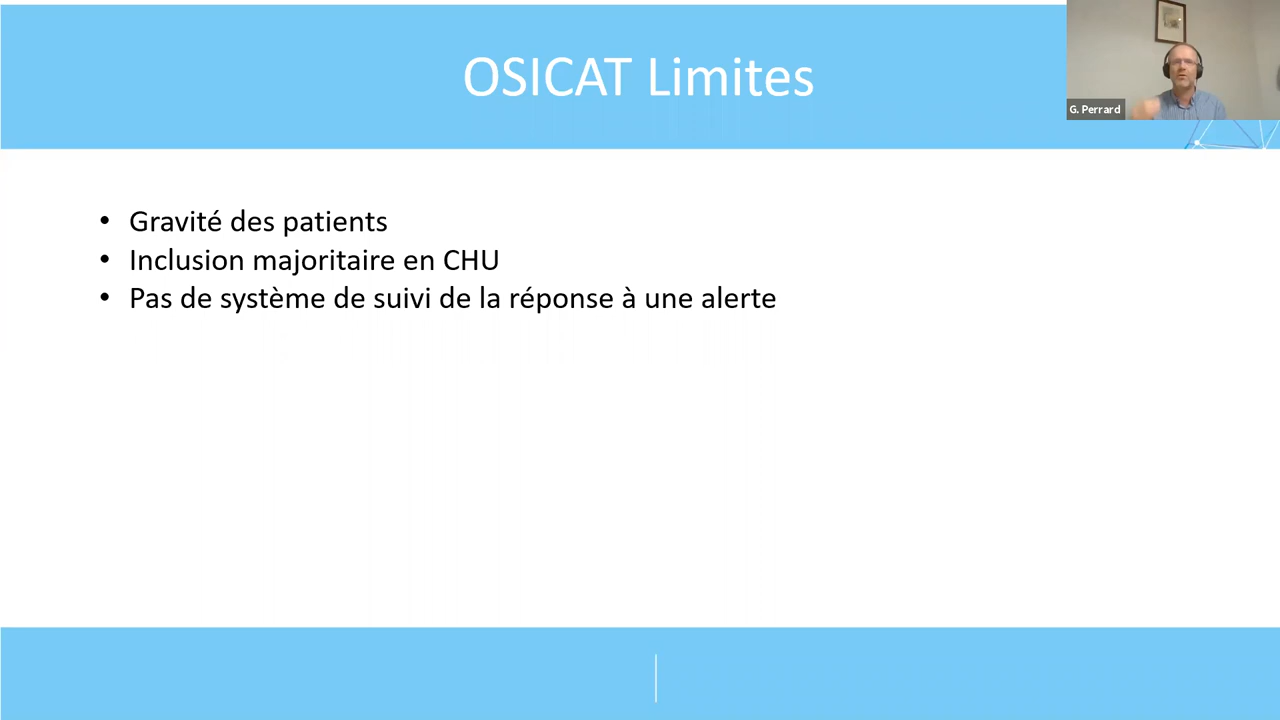 OSICAT Limites
G. Perrard
• Gravité des patients
• Inclusion majoritaire en CHU
• Pas de système de suivi de la réponse à une alerte